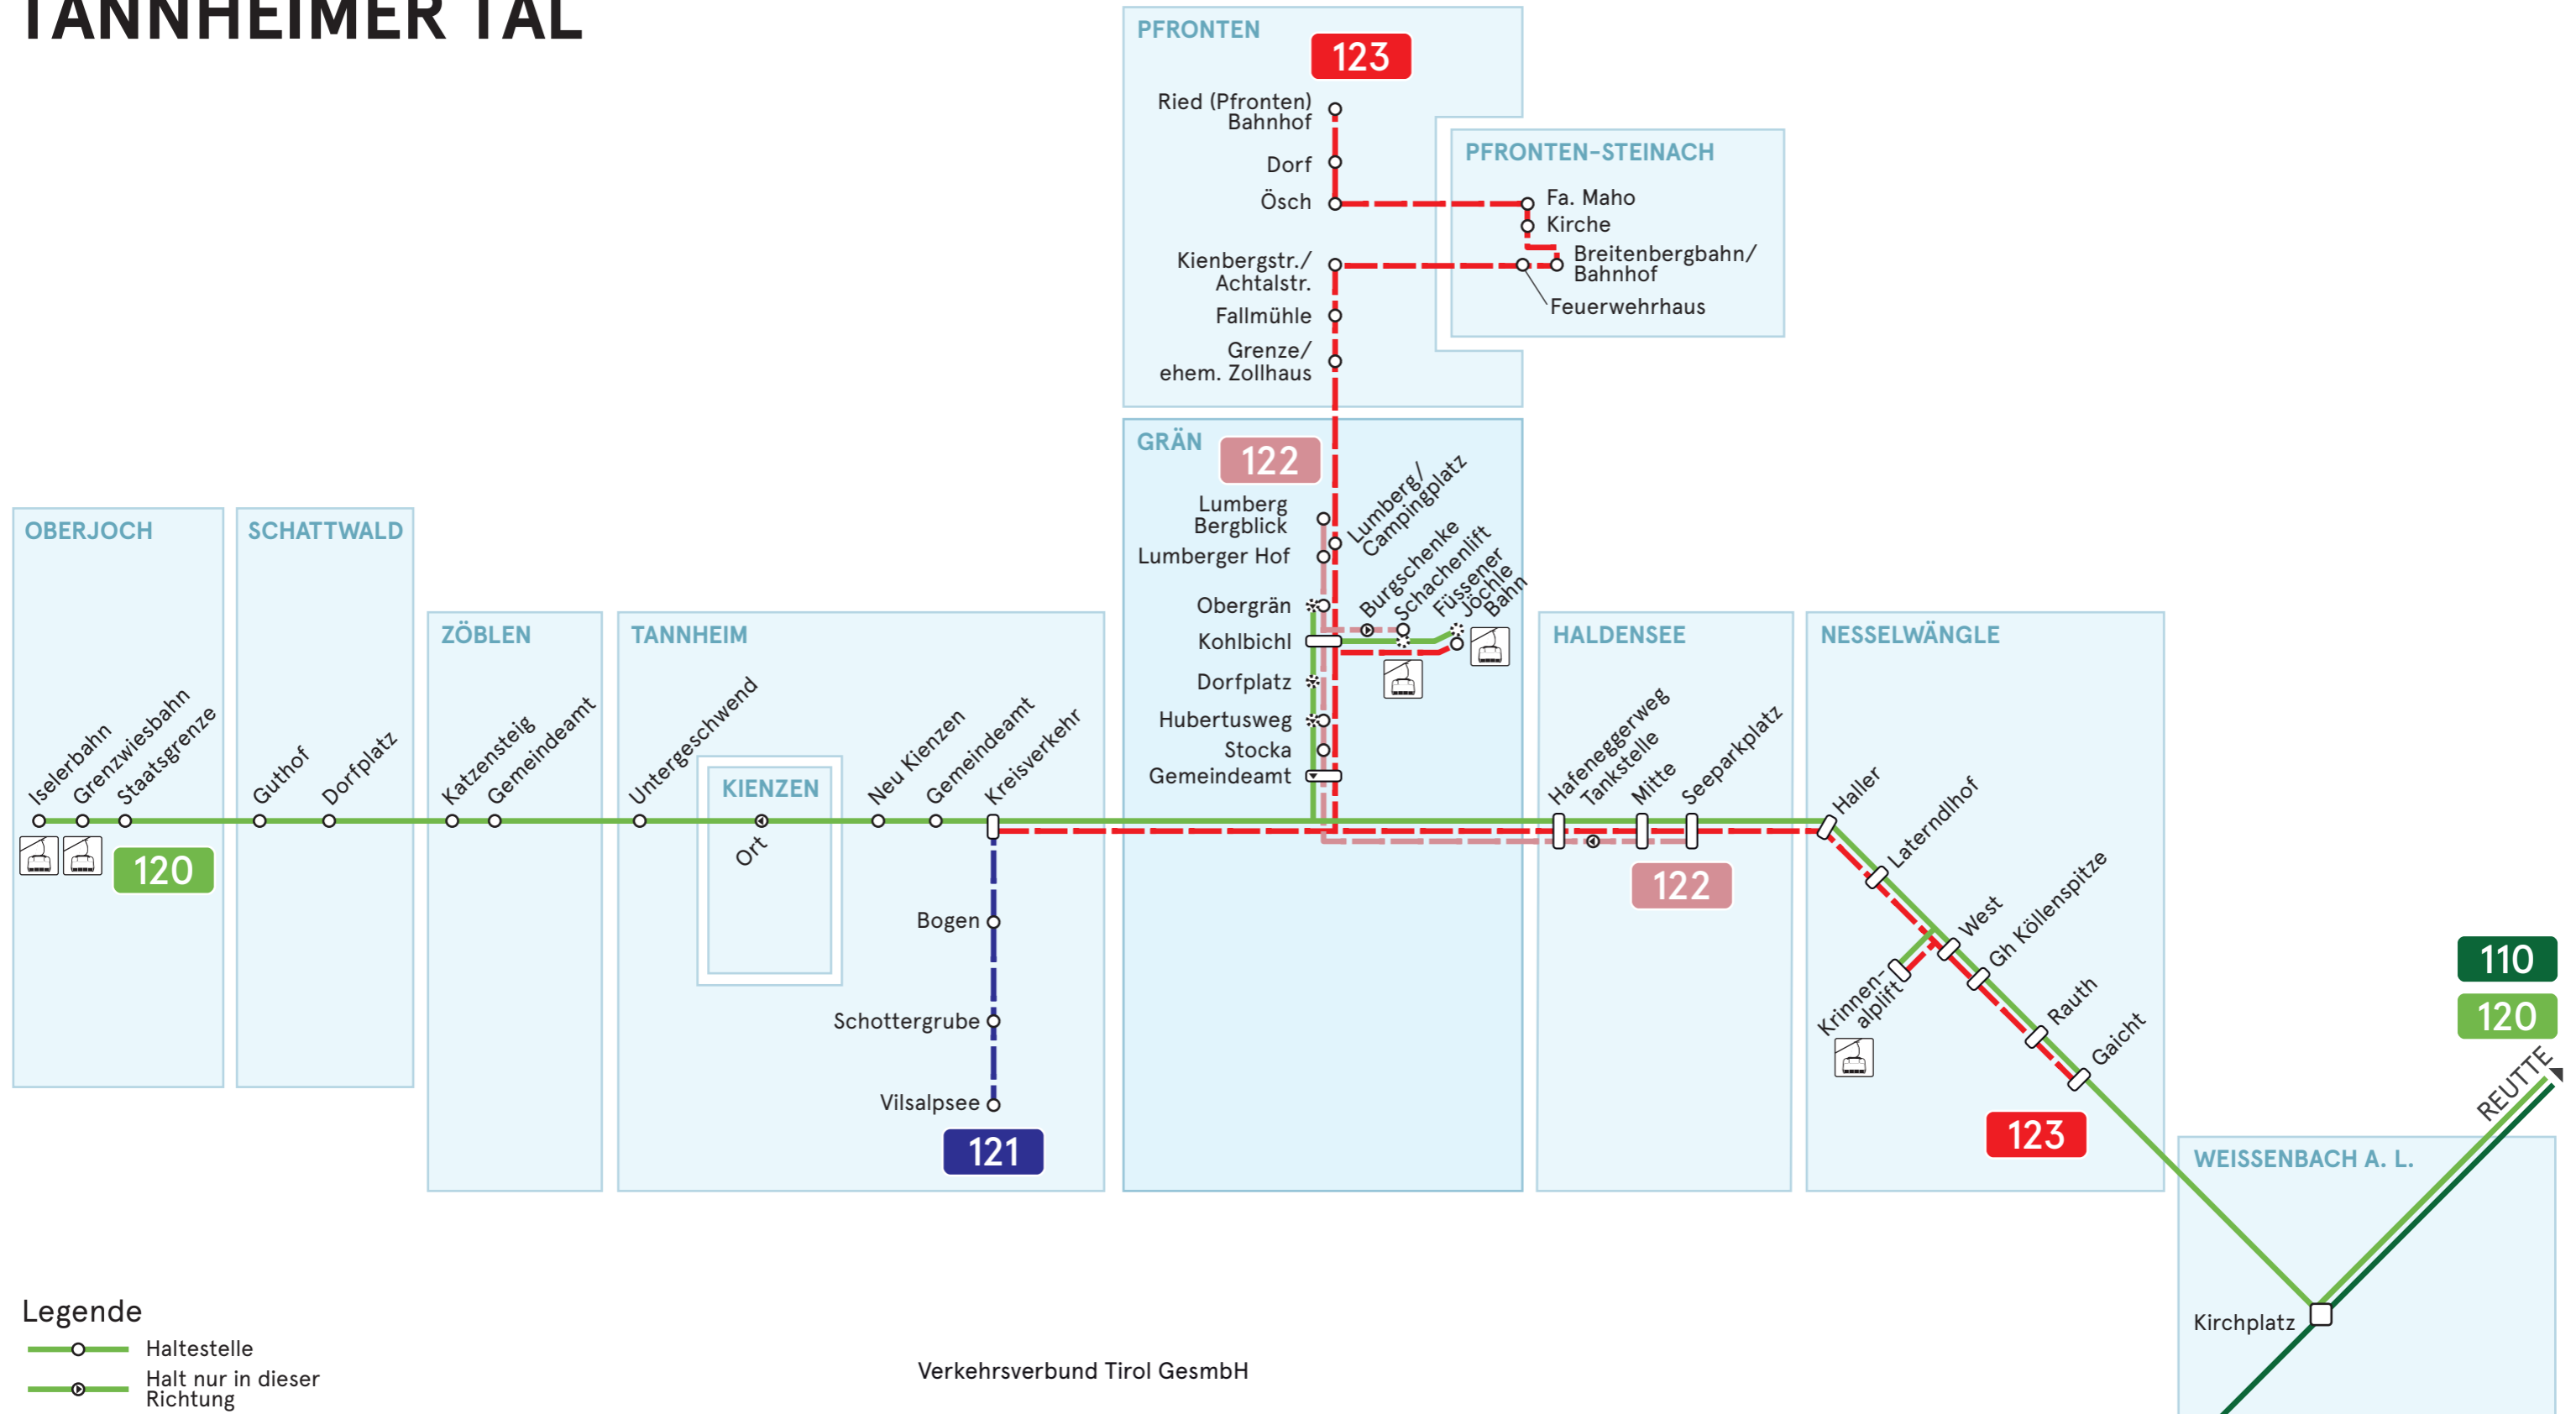 TANNHEIMER TAL
PFRONTEN
123
Ried (Pfronten)
Bahnhof
Dorf
Ösch
Kienbergstr./
Achtalstr.
Fallmühle
Grenze/
ehem. Zollhaus
PFRONTEN-STEINACH
Fa. Maho
Kirche
Breitenbergbahn/
Bahnhof
Feuerwehrhaus
GRÄN
122
Lumberg
Bergblick
Lumberger Hof
Obergrän
Kohlbichl
Dorfplatz
Hubertusweg
Stocka
Gemeindeamt
Lumberg/
Campingplatz
Burgschenke
Schachenlift
Füssener
Jöchle
Bahn
OBERJOCH
Iselerbahn
Grenzwiesbahn
Staatsgrenze
120
SCHATTWALD
Guthof
Dorfplatz
ZÖBLEN
Katzensteig
Gemeindeamt
TANNHEIM
Untergeschwend
KIENZEN
Ort
Neu Kienzen
Gemeindeamt
Kreisverkehr
Bogen
Schottergrube
Vilsalpsee
121
HALDENSEE
Hafeneggerweg
Tankstelle
Mitte
Seeparkplatz
122
NESSELWÄNGLE
Haller
Laterndlhof
West
Gh Köllenspitze
Krinnen-
alplift
Rauth
Gaicht
123
110
120
REUTTE
WEISSENBACH A. L.
Kirchplatz
Legende
Haltestelle
Halt nur in dieser
Richtung
Verkehrsverbund Tirol GesmbH